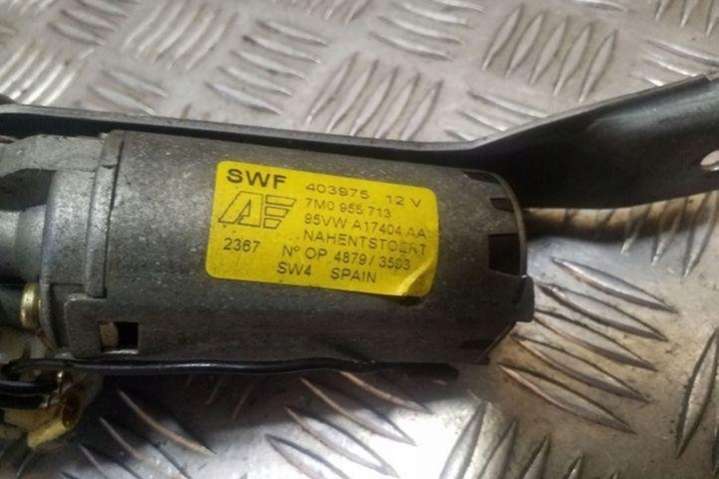 SWF 403975 12 V
7M0 955 713
95VW A17404 AA
NAHENTSTOERT
2367 Nº OP 4879 / 3503
SW4 SPAIN